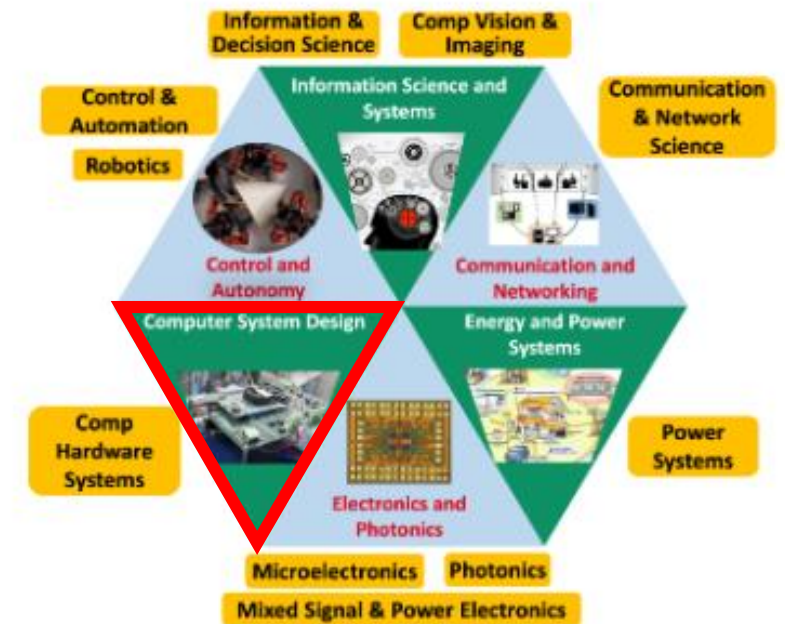 Information &
Decision Science
Comp Vision &
Imaging
Control &
Automation
Robotics
Information Science and
Systems
Communication
& Network
Science
Control and
Autonomy
Communication and
Networking
Computer System Design
Energy and Power
Systems
Comp
Hardware
Systems
Power
Systems
Electronics and
Photonics
Microelectronics
Photonics
Mixed Signal & Power Electronics